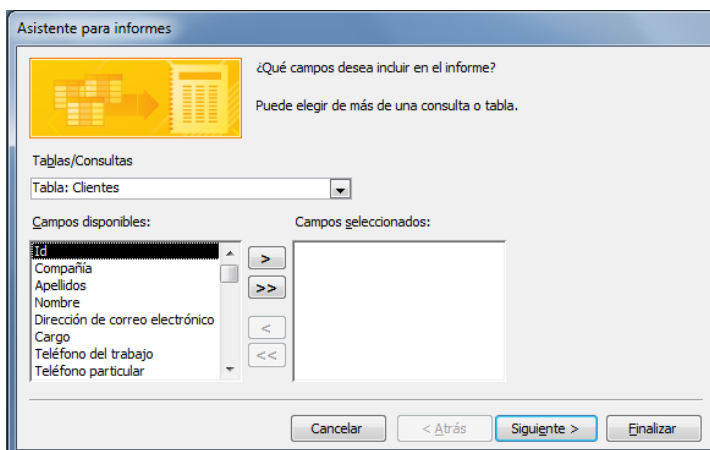 Asistente para informes
¿Qué campos desea incluir en el informe?
Puede elegir de más de una consulta o tabla.
Tablas/Consultas
Tabla: Clientes
Campos disponibles:
Campos seleccionados:
Id
Compañía
Apellidos
Nombre
Dirección de correo electrónico
Cargo
Teléfono del trabajo
Teléfono particular
>
>>
<
<<
Cancelar
< Atrás
Siguiente >
Finalizar